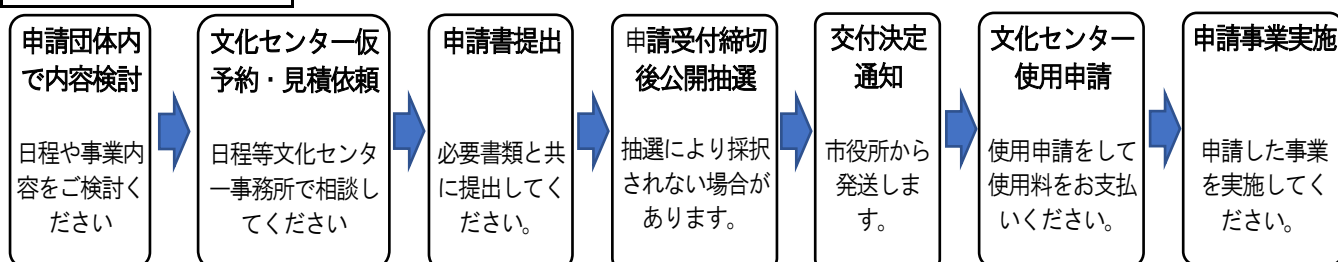 申請団体内
で内容検討
日程や事業内
容をご検討く
ださい
文化センター仮
予約・見積依頼
日程等文化センタ
ー事務所で相談し
てください
申請書提出
必要書類と共
に提出してく
ださい。
申請受付締切
後公開抽選
抽選により採択
されない場合が
あります。
交付決定
通知
市役所から
発送しま
す。
文化センター
使用申請
使用申請をして
使用料をお支払
いください。
申請事業実施
申請した事業
を実施してく
ださい。